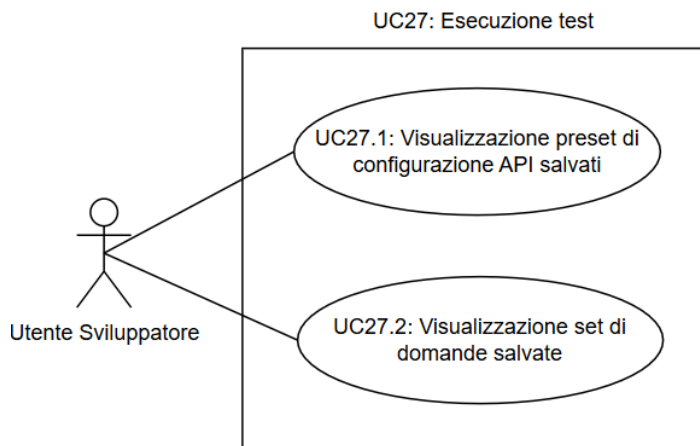 UC27: Esecuzione test
UC27.1: Visualizzazione preset di
configurazione API salvati
Utente Sviluppatore
UC27.2: Visualizzazione set di
domande salvate